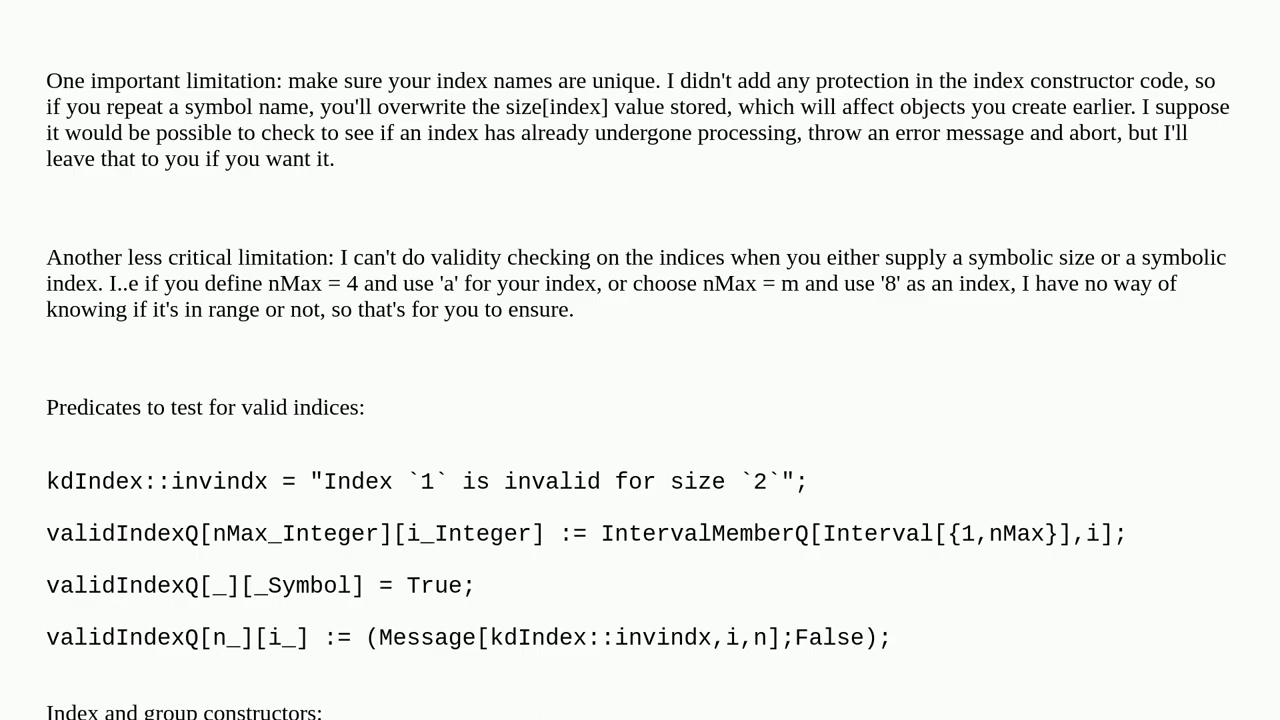 One important limitation: make sure your index names are unique. I didn't add any protection in the index constructor code, so
if you repeat a symbol name, you'll overwrite the size[index] value stored, which will affect objects you create earlier. I suppose
it would be possible to check to see if an index has already undergone processing, throw an error message and abort, but I'll
leave that to you if you want it.
Another less critical limitation: I can't do validity checking on the indices when you either supply a symbolic size or a symbolic
index. I..e if you define nMax = 4 and use 'a' for your index, or choose nMax = m and use '8' as an index, I have no way of
knowing if it's in range or not, so that's for you to ensure.
Predicates to test for valid indices:
kdIndex::invindx = "Index `1` is invalid for size `2`";
validIndexQ[nMax_Integer][i_Integer] := IntervalMemberQ[Interval[{1,nMax}],i];
validIndexQ[_][_Symbol] = True;
validIndexQ[n_][i_] := (Message[kdIndex::invindx,i,n];False);
Index and group constructors: